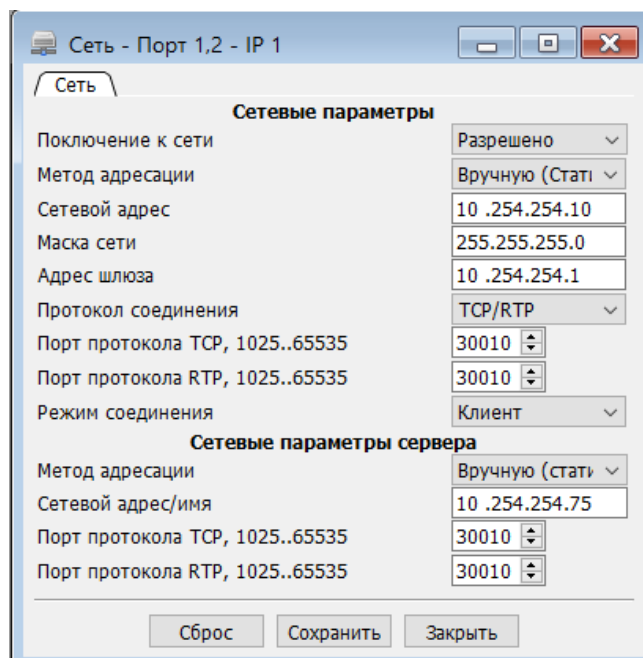 Сеть - Порт 1,2 - IP 1
Сеть
Сетевые параметры
Поключение к сети Разрешено
Метод адресации Вручную (Стати
Сетевой адрес 10 .254.254.10
Маска сети 255.255.255.0
Адрес шлюза 10 .254.254.1
Протокол соединения TCP/RTP
Порт протокола TCP, 1025..65535 30010
Порт протокола RTP, 1025..65535 30010
Режим соединения Клиент
Сетевые параметры сервера
Метод адресации Вручную (стати
Сетевой адрес/имя 10 .254.254.75
Порт протокола TCP, 1025..65535 30010
Порт протокола RTP, 1025..65535 30010
Сброс Сохранить Закрыть